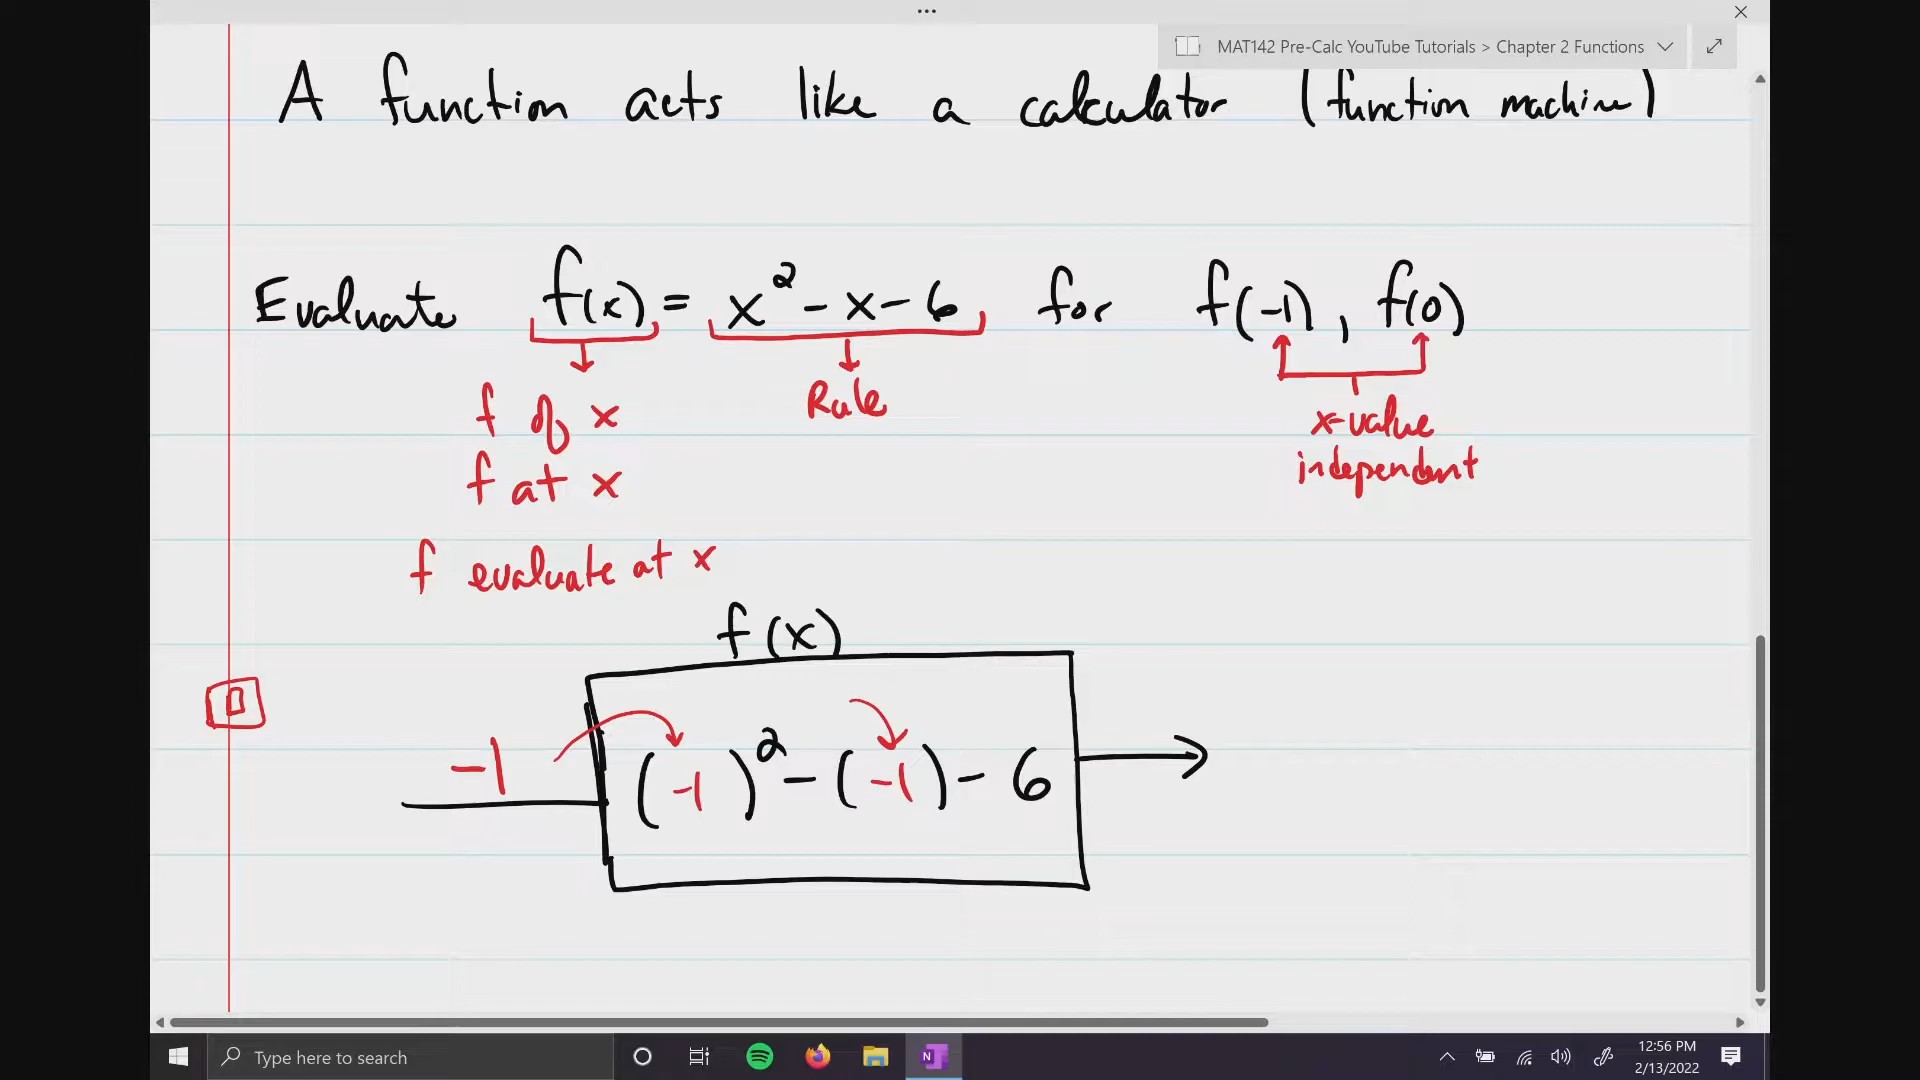 MAT142 Pre-Calc YouTube Tutorials > Chapter 2 Functions
A function acts like a calculator (function machine)
Evaluate f(x) = x² - x - 6 for f(-1), f(0)
f of x
Rule
x-value
independent
f at x
f evaluate at x
f(x)
-1
(-1)² - (-1) - 6
Type here to search
12:56 PM
2/13/2022